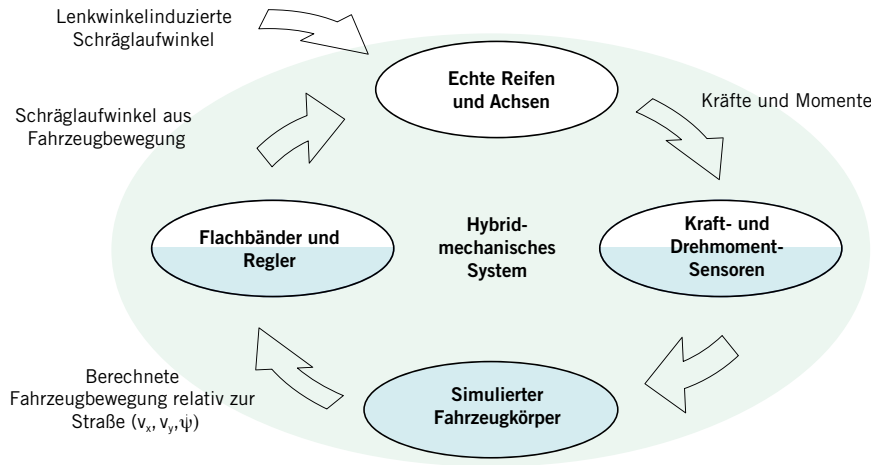 Lenkwinkelinduzierte
Schräglaufwinkel
Echte Reifen
und Achsen
Kräfte und Momente
Schräglaufwinkel aus
Fahrzeugbewegung
Flachbänder und
Regler
Hybrid-
mechanisches
System
Kraft- und
Drehmoment-
Sensoren
Berechnete
Fahrzeugbewegung relativ zur
Straße (vₓ, vᵧ, ψ̇)
Simulierter
Fahrzeugkörper